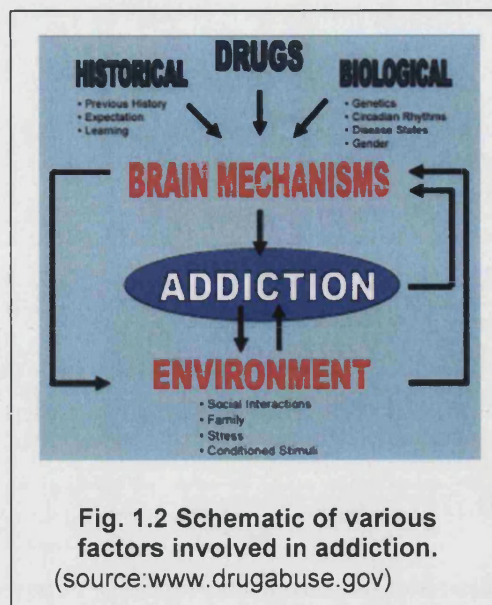 DRUGS
HISTORICAL
• Previous History
• Expectation
• Learning
BIOLOGICAL
• Genetics
• Circadian Rhythms
• Disease States
• Gender
BRAIN MECHANISMS
ADDICTION
ENVIRONMENT
• Social Interactions
• Family
• Stress
• Conditioned Stimuli
Fig. 1.2 Schematic of various
factors involved in addiction.
(source:www.drugabuse.gov)